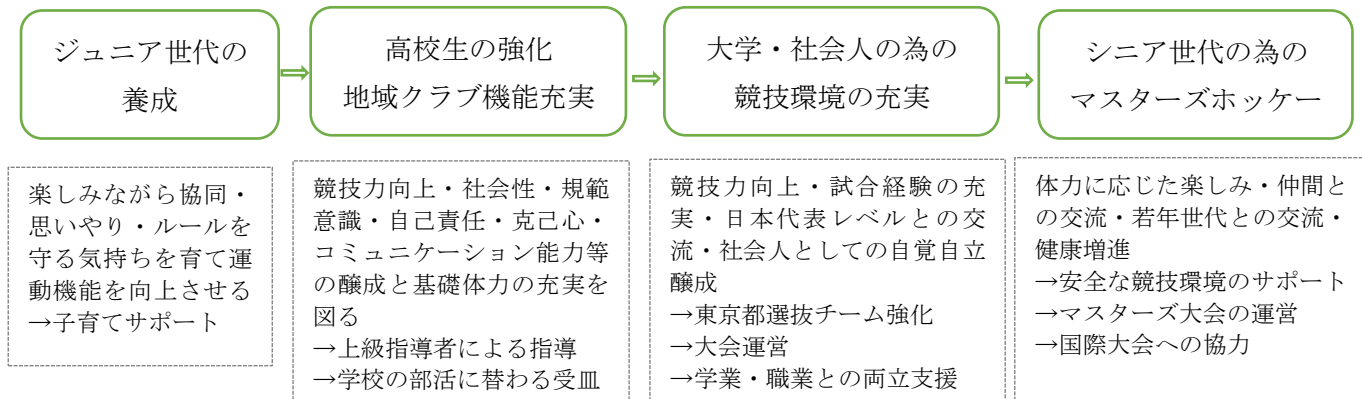 ジュニア世代の
養成
高校生の強化
地域クラブ機能充実
大学・社会人の為の
競技環境の充実
シニア世代の為の
マスターズホッケー
楽しみながら協同・
思いやり・ルールを
守る気持ちを育て運
動機能を向上させる
→子育てサポート
競技力向上・社会性・規範
意識・自己責任・克己心・
コミュニケーション能力等
の醸成と基礎体力の充実を
図る
→上級指導者による指導
→学校の部活に替わる受皿
競技力向上・試合経験の充
実・日本代表レベルとの交
流・社会人としての自覚自立
醸成
→東京都選抜チーム強化
→大会運営
→学業・職業との両立支援
体力に応じた楽しみ・仲間と
の交流・若年世代との交流・
健康増進
→安全な競技環境のサポート
→マスターズ大会の運営
→国際大会への協力